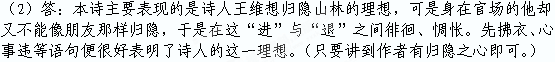 （2）答：本诗主要表现的是诗人王维想归隐山林的理想，可是身在官场的他却
又不能像朋友那样归隐，于是在这“进”与“退”之间徘徊、惆怅。先拂衣、心
事违等语句便很好表明了诗人的这一理想。（只要讲到作者有归隐之心即可。）